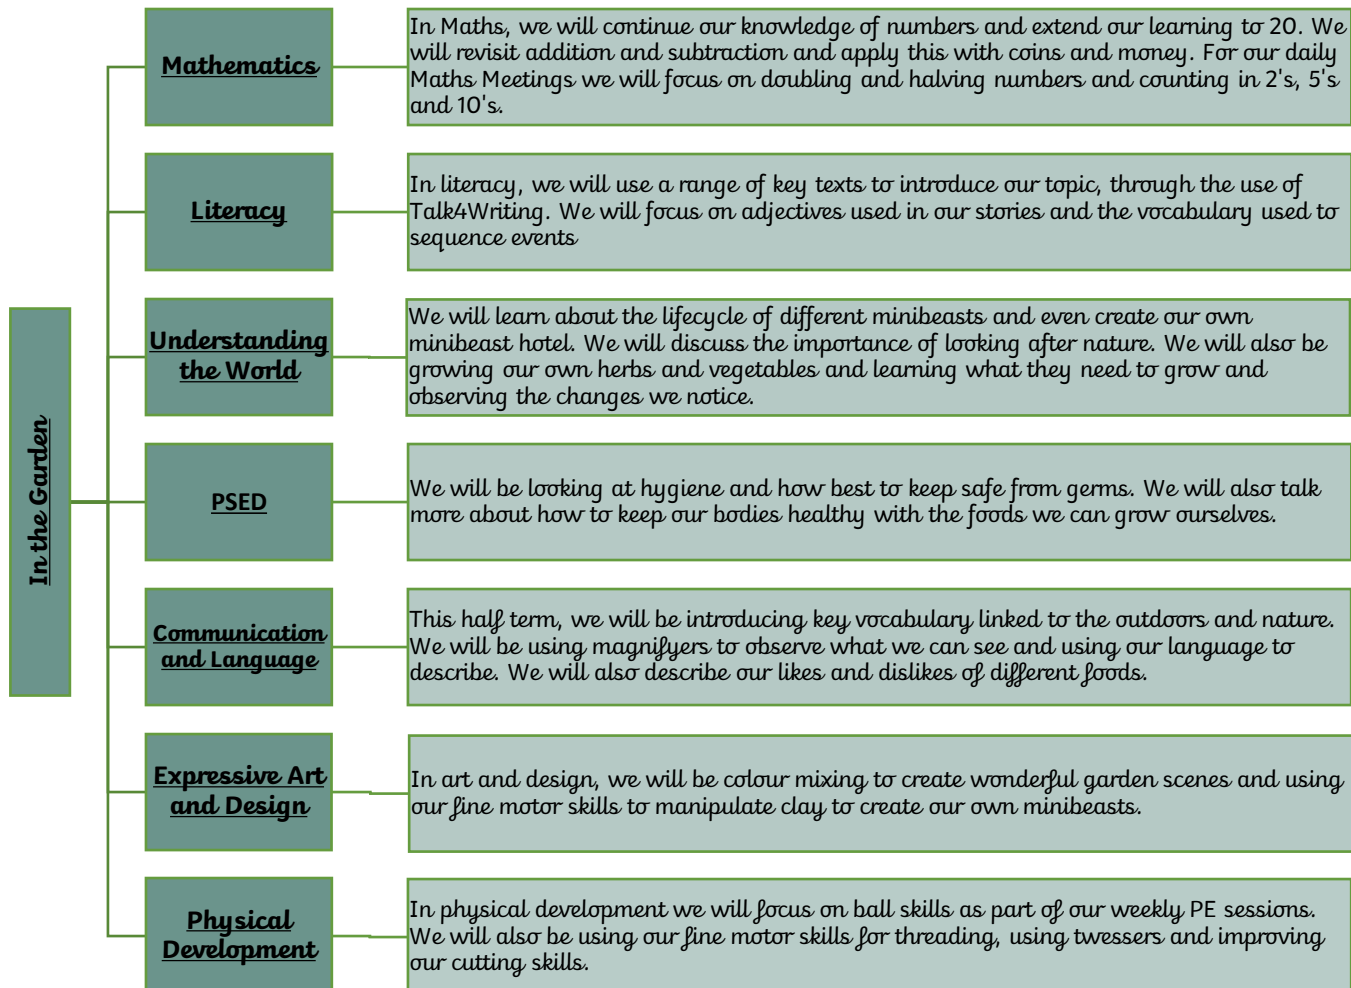 In the Garden
Mathematics
In Maths, we will continue our knowledge of numbers and extend our learning to 20. We
will revisit addition and subtraction and apply this with coins and money. For our daily
Maths Meetings we will focus on doubling and halving numbers and counting in 2's, 5's
and 10's.
Literacy
In literacy, we will use a range of key texts to introduce our topic, through the use of
Talk4Writing. We will focus on adjectives used in our stories and the vocabulary used to
sequence events
Understanding
the World
We will learn about the lifecycle of different minibeasts and even create our own
minibeast hotel. We will discuss the importance of looking after nature. We will also be
growing our own herbs and vegetables and learning what they need to grow and
observing the changes we notice.
PSED
We will be looking at hygiene and how best to keep safe from germs. We will also talk
more about how to keep our bodies healthy with the foods we can grow ourselves.
Communication
and Language
This half term, we will be introducing key vocabulary linked to the outdoors and nature.
We will be using magnifyers to observe what we can see and using our language to
describe. We will also describe our likes and dislikes of different foods.
Expressive Art
and Design
In art and design, we will be colour mixing to create wonderful garden scenes and using
our fine motor skills to manipulate clay to create our own minibeasts.
Physical
Development
In physical development we will focus on ball skills as part of our weekly PE sessions.
We will also be using our fine motor skills for threading, using twessers and improving
our cutting skills.